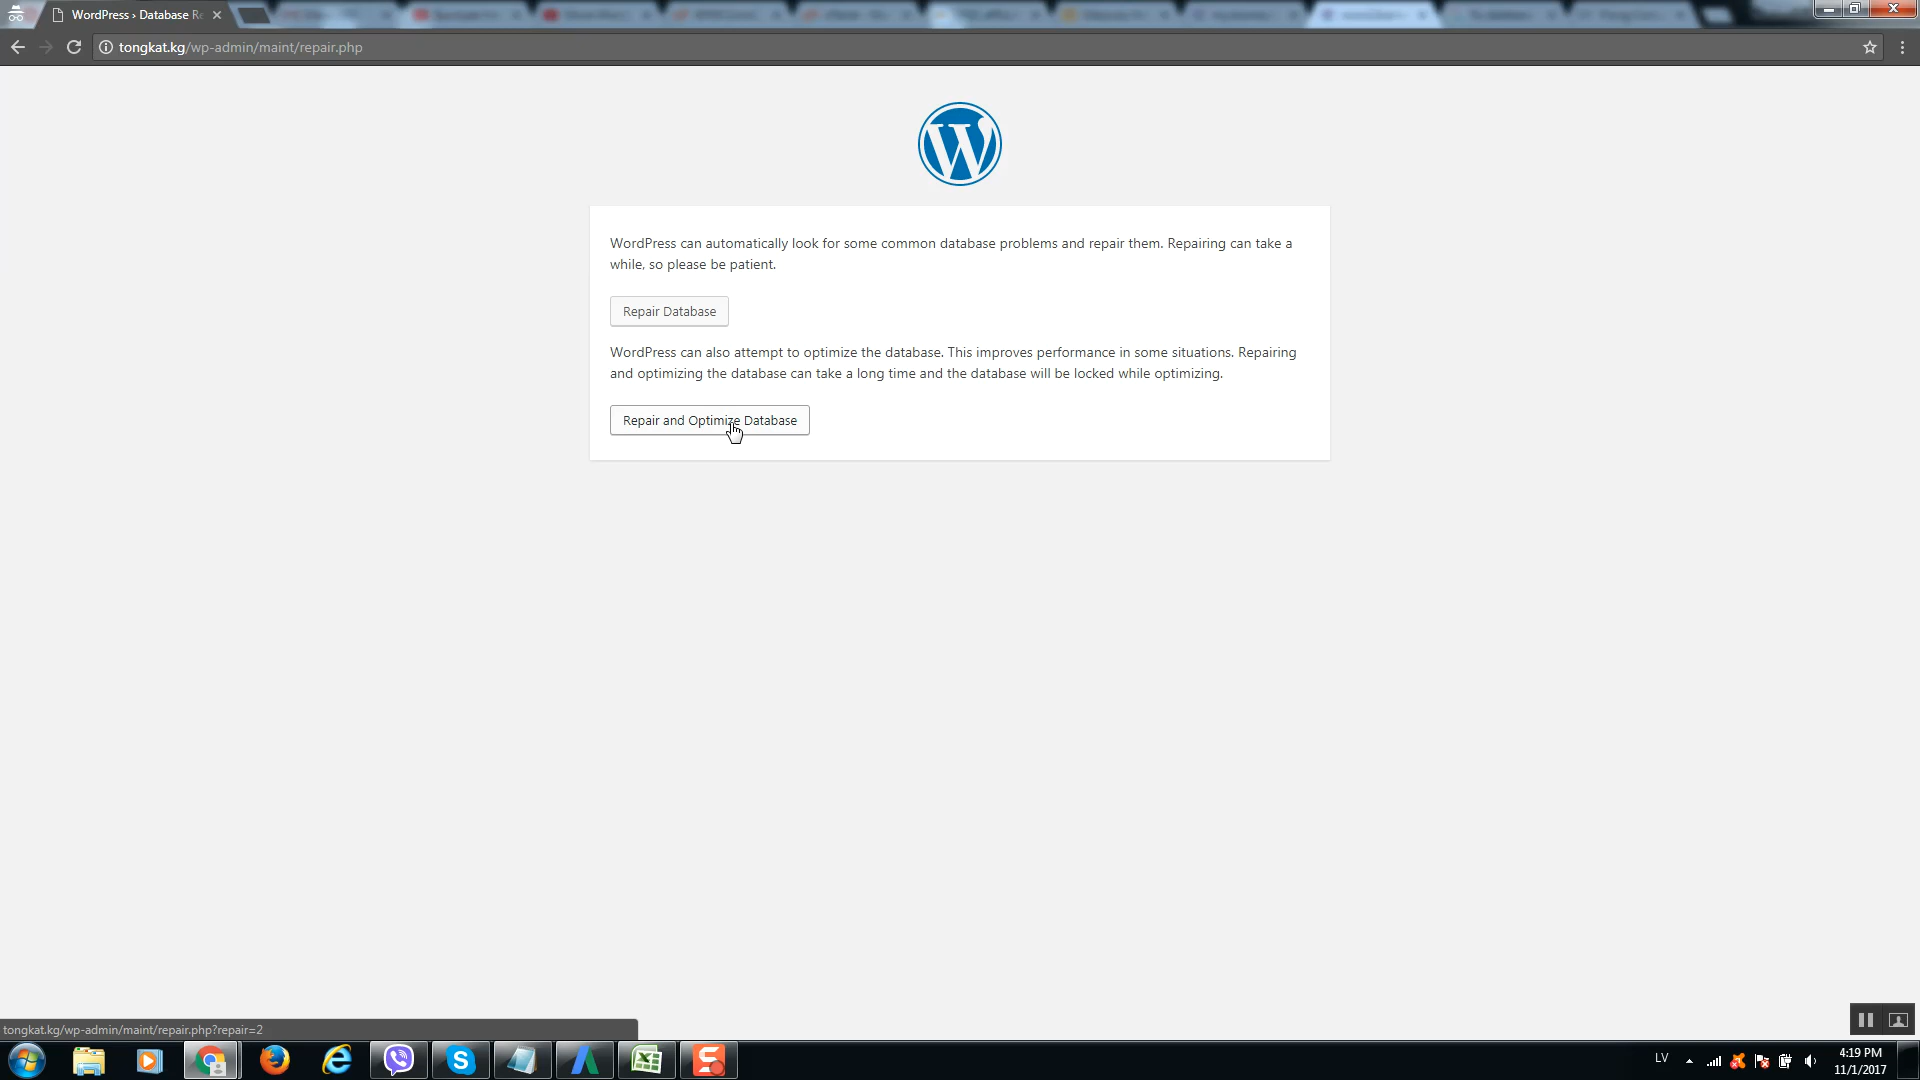 WordPress › Database Re
tongkat.kg/wp-admin/maint/repair.php
WordPress can automatically look for some common database problems and repair them. Repairing can take a
while, so please be patient.
Repair Database
WordPress can also attempt to optimize the database. This improves performance in some situations. Repairing
and optimizing the database can take a long time and the database will be locked while optimizing.
Repair and Optimize Database
tongkat.kg/wp-admin/maint/repair.php?repair=2
LV
4:19 PM
11/1/2017